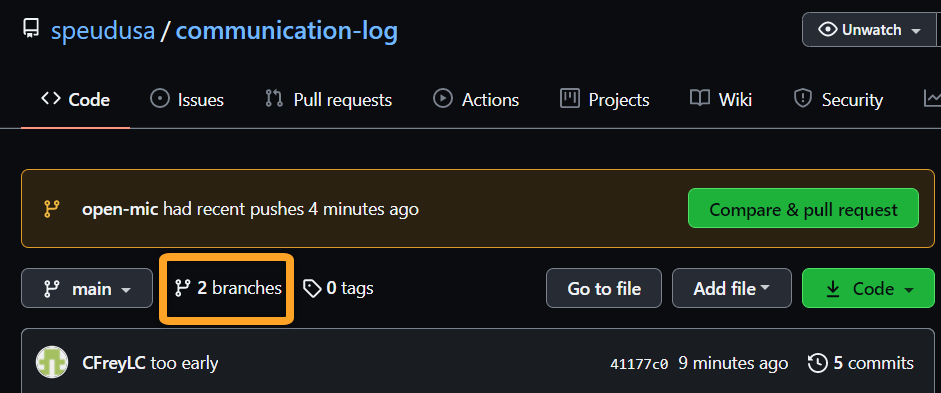 speudusa / communication-log Unwatch
Code Issues Pull requests Actions Projects Wiki Security
open-mic had recent pushes 4 minutes ago Compare & pull request
main 2 branches 0 tags Go to file Add file Code
CFreyLC too early 41177c0 9 minutes ago 5 commits